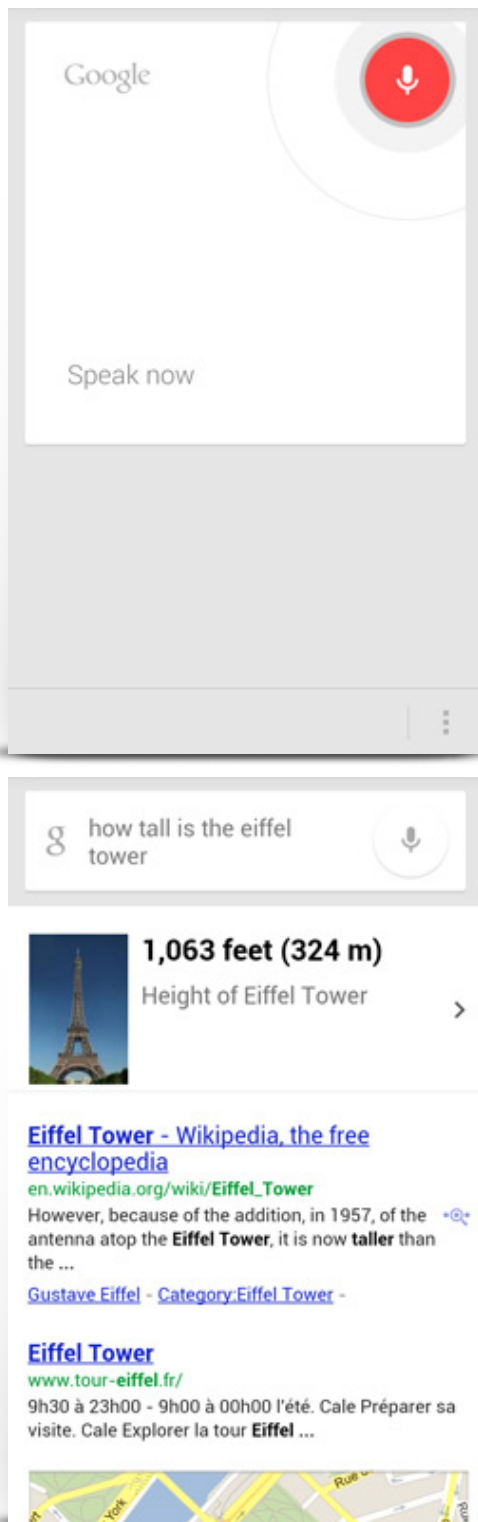 Google
Speak now
g how tall is the eiffel
tower
1,063 feet (324 m)
Height of Eiffel Tower
Eiffel Tower - Wikipedia, the free
encyclopedia
en.wikipedia.org/wiki/Eiffel_Tower
However, because of the addition, in 1957, of the
antenna atop the Eiffel Tower, it is now taller than
the ...
Gustave Eiffel - Category:Eiffel Tower -
Eiffel Tower
www.tour-eiffel.fr/
9h30 à 23h00 - 9h00 à 00h00 l'été. Cale Préparer sa
visite. Cale Explorer la tour Eiffel ...
York
Rue